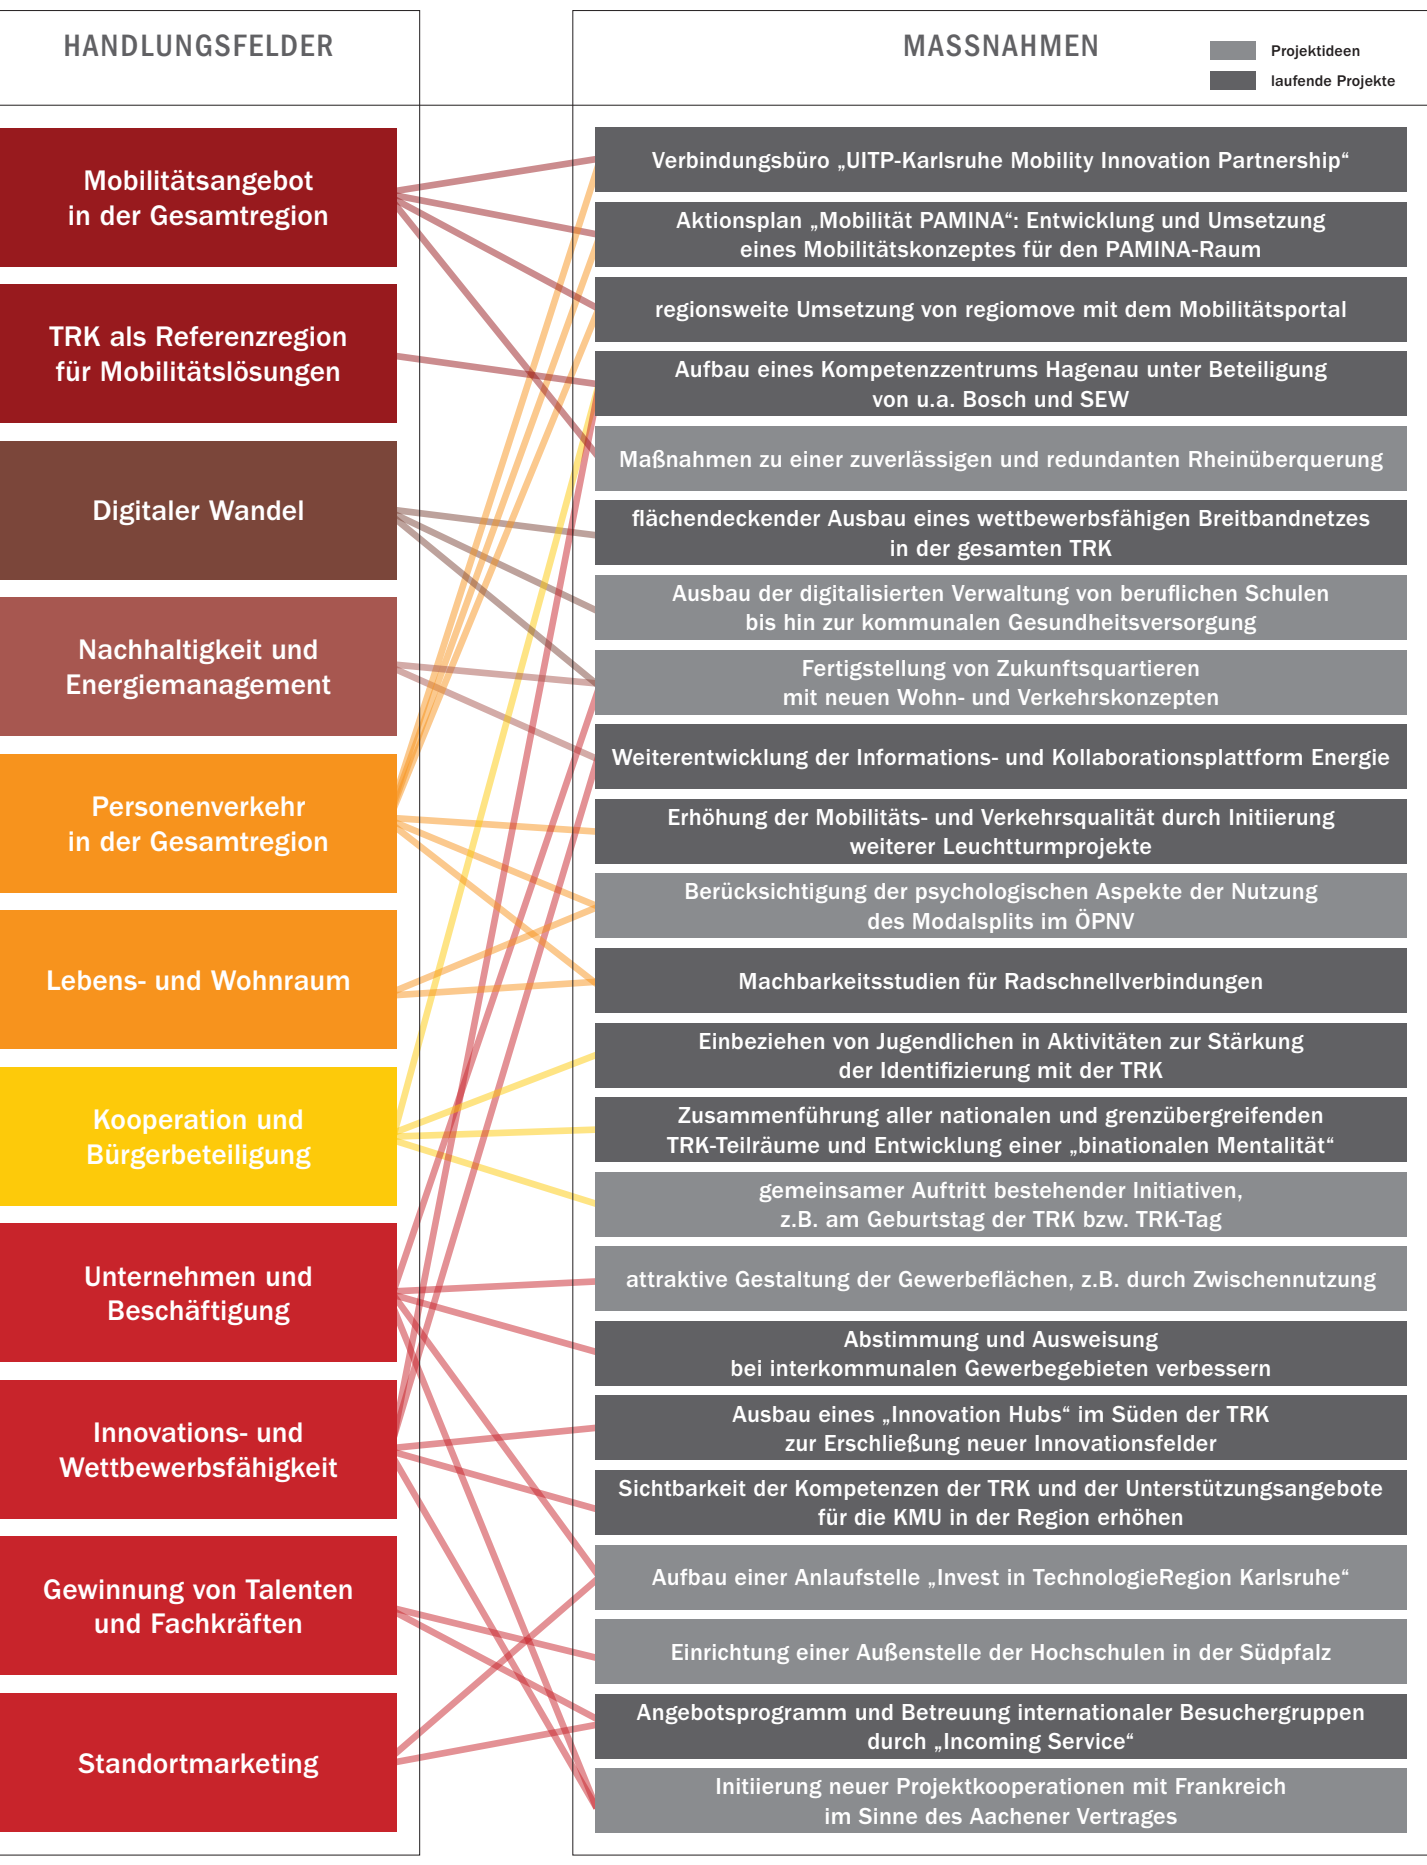 HANDLUNGSFELDER
MASSNAHMEN
Projektideen
laufende Projekte
Mobilitätsangebot
in der Gesamtregion
TRK als Referenzregion
für Mobilitätslösungen
Digitaler Wandel
Nachhaltigkeit und
Energiemanagement
Personenverkehr
in der Gesamtregion
Lebens- und Wohnraum
Kooperation und
Bürgerbeteiligung
Unternehmen und
Beschäftigung
Innovations- und
Wettbewerbsfähigkeit
Gewinnung von Talenten
und Fachkräften
Standortmarketing
Verbindungsbüro „UITP-Karlsruhe Mobility Innovation Partnership“
Aktionsplan „Mobilität PAMINA“: Entwicklung und Umsetzung
eines Mobilitätskonzeptes für den PAMINA-Raum
regionsweite Umsetzung von regiomove mit dem Mobilitätsportal
Aufbau eines Kompetenzzentrums Hagenau unter Beteiligung
von u.a. Bosch und SEW
Maßnahmen zu einer zuverlässigen und redundanten Rheinüberquerung
flächendeckender Ausbau eines wettbewerbsfähigen Breitbandnetzes
in der gesamten TRK
Ausbau der digitalisierten Verwaltung von beruflichen Schulen
bis hin zur kommunalen Gesundheitsversorgung
Fertigstellung von Zukunftsquartieren
mit neuen Wohn- und Verkehrskonzepten
Weiterentwicklung der Informations- und Kollaborationsplattform Energie
Erhöhung der Mobilitäts- und Verkehrsqualität durch Initiierung
weiterer Leuchtturmprojekte
Berücksichtigung der psychologischen Aspekte der Nutzung
des Modalsplits im ÖPNV
Machbarkeitsstudien für Radschnellverbindungen
Einbeziehen von Jugendlichen in Aktivitäten zur Stärkung
der Identifizierung mit der TRK
Zusammenführung aller nationalen und grenzübergreifenden
TRK-Teilräume und Entwicklung einer „binationalen Mentalität“
gemeinsamer Auftritt bestehender Initiativen,
z.B. am Geburtstag der TRK bzw. TRK-Tag
attraktive Gestaltung der Gewerbeflächen, z.B. durch Zwischennutzung
Abstimmung und Ausweisung
bei interkommunalen Gewerbegebieten verbessern
Ausbau eines „Innovation Hubs“ im Süden der TRK
zur Erschließung neuer Innovationsfelder
Sichtbarkeit der Kompetenzen der TRK und der Unterstützungsangebote
für die KMU in der Region erhöhen
Aufbau einer Anlaufstelle „Invest in TechnologieRegion Karlsruhe“
Einrichtung einer Außenstelle der Hochschulen in der Südpfalz
Angebotsprogramm und Betreuung internationaler Besuchergruppen
durch „Incoming Service“
Initiierung neuer Projektkooperationen mit Frankreich
im Sinne des Aachener Vertrages